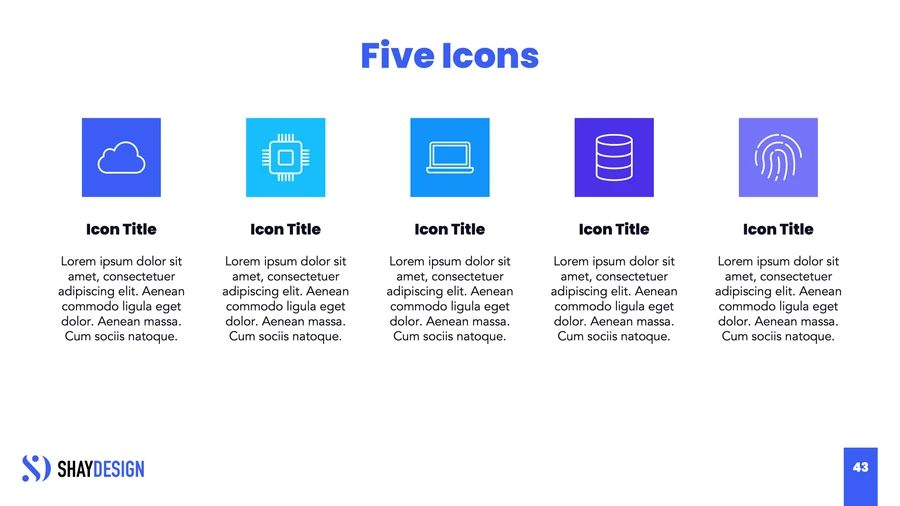 Five Icons
Icon Title
Lorem ipsum dolor sit
amet, consectetuer
adipiscing elit. Aenean
commodo ligula eget
dolor. Aenean massa.
Cum sociis natoque.
Icon Title
Lorem ipsum dolor sit
amet, consectetuer
adipiscing elit. Aenean
commodo ligula eget
dolor. Aenean massa.
Cum sociis natoque.
Icon Title
Lorem ipsum dolor sit
amet, consectetuer
adipiscing elit. Aenean
commodo ligula eget
dolor. Aenean massa.
Cum sociis natoque.
Icon Title
Lorem ipsum dolor sit
amet, consectetuer
adipiscing elit. Aenean
commodo ligula eget
dolor. Aenean massa.
Cum sociis natoque.
Icon Title
Lorem ipsum dolor sit
amet, consectetuer
adipiscing elit. Aenean
commodo ligula eget
dolor. Aenean massa.
Cum sociis natoque.
SHAYDESIGN
43